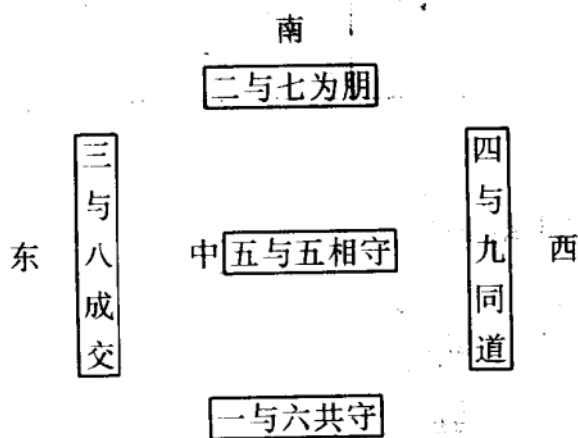 南
二与七为朋
三与八成交
四与九同道
东
中 五与五相守
西
一与六共守